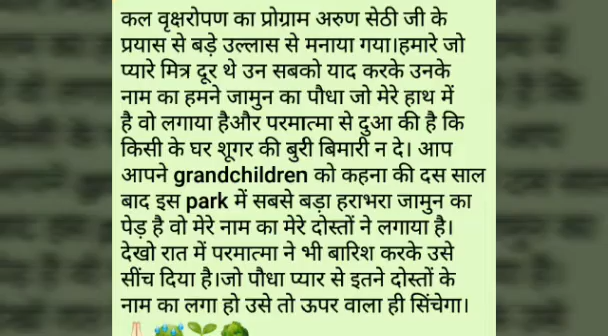 कल वृक्षरोपण का प्रोग्राम अरुण सेठी जी के
प्रयास से बड़े उल्लास से मनाया गया।हमारे जो
प्यारे मित्र दूर थे उन सबको याद करके उनके
नाम का हमने जामुन का पौधा जो मेरे हाथ में
है वो लगाया हैऔर परमात्मा से दुआ की है कि
किसी के घर शूगर की बुरी बिमारी न दे। आप
आपने grandchildren को कहना की दस साल
बाद इस park में सबसे बड़ा हराभरा जामुन का
पेड़ है वो मेरे नाम का मेरे दोस्तों ने लगाया है।
देखो रात में परमात्मा ने भी बारिश करके उसे
सींच दिया है।जो पौधा प्यार से इतने दोस्तों के
नाम का लगा हो उसे तो ऊपर वाला ही सिंचेगा।